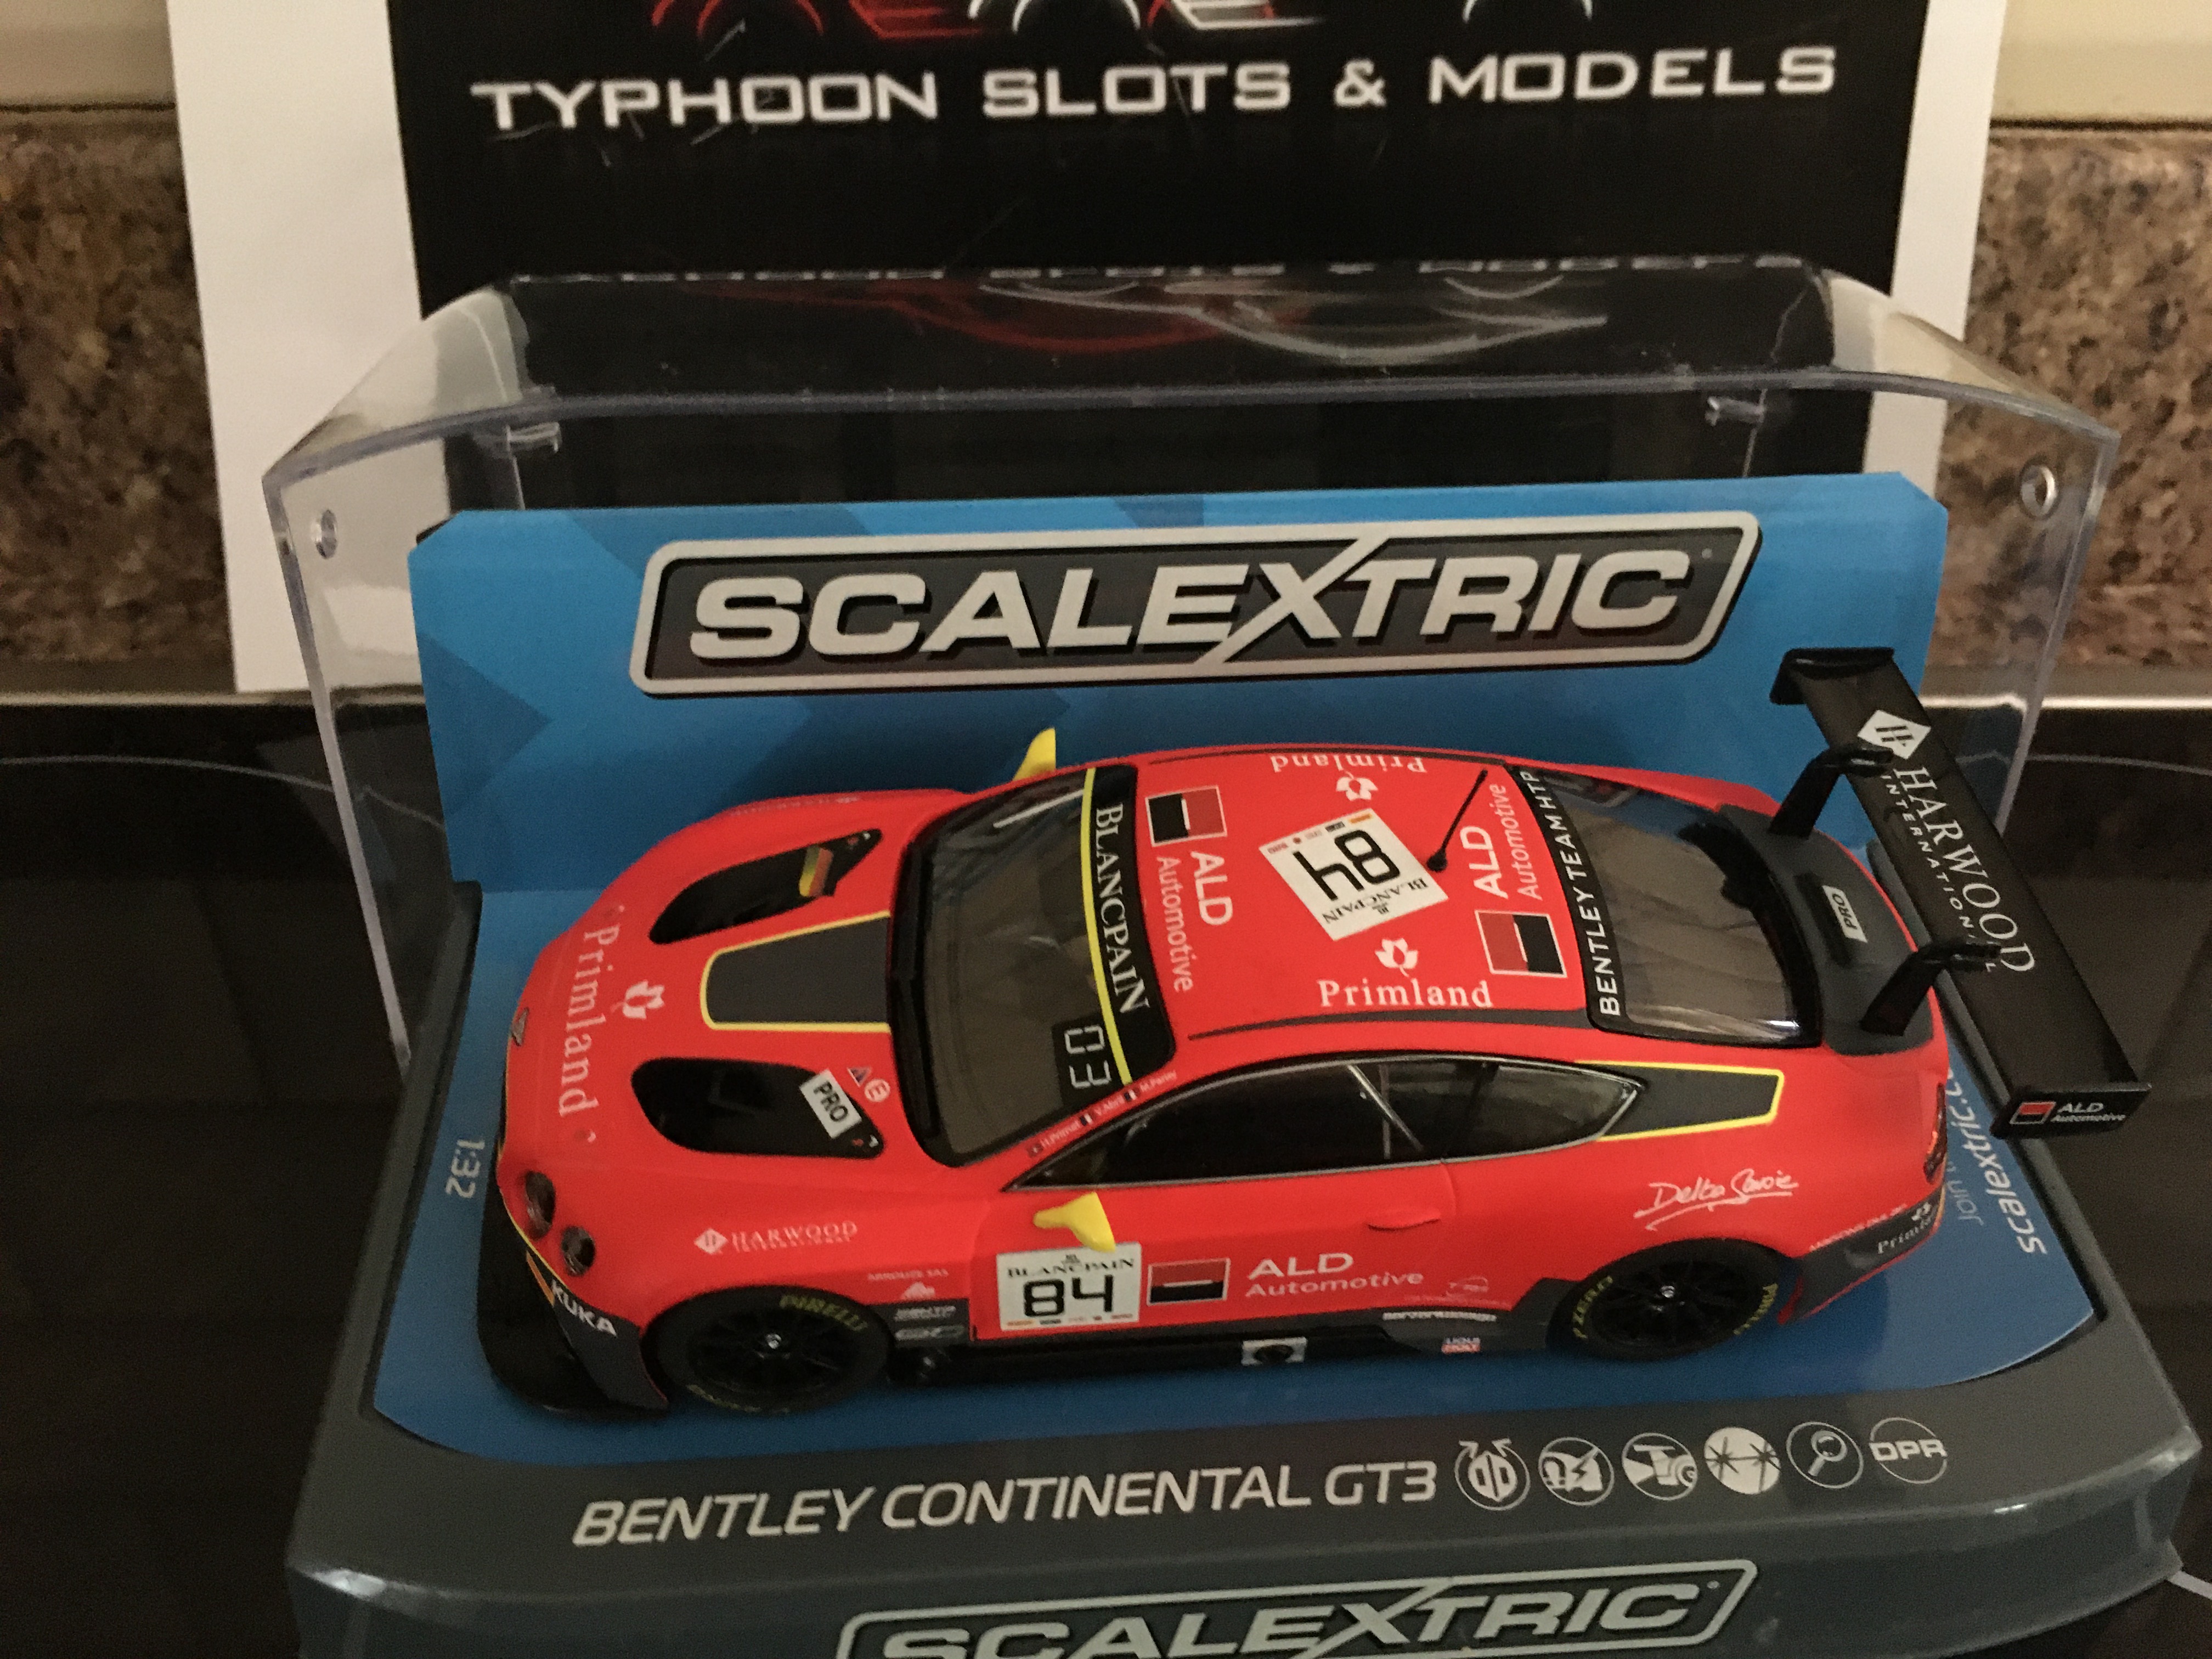 TYPHOON SLOTS & MODELS
SCALEXTRIC
HARWOOD
INTERNATIONAL
Primland
BLANCPAIN
ALD
Automotive
84
BLANCPAIN
ALD
Automotive
BENTLEY TEAM HTP
PRO
Primland
Primland
03
PRO
ALD
Automotive
1:32
scalextric.c
Delta Savoie
HARWOOD
INTERNATIONAL
BLANCPAIN
84
ALD
Automotive
KUKA
PIRELLI
P ZERO
BENTLEY CONTINENTAL GT3
DPR
SCALEXTRIC